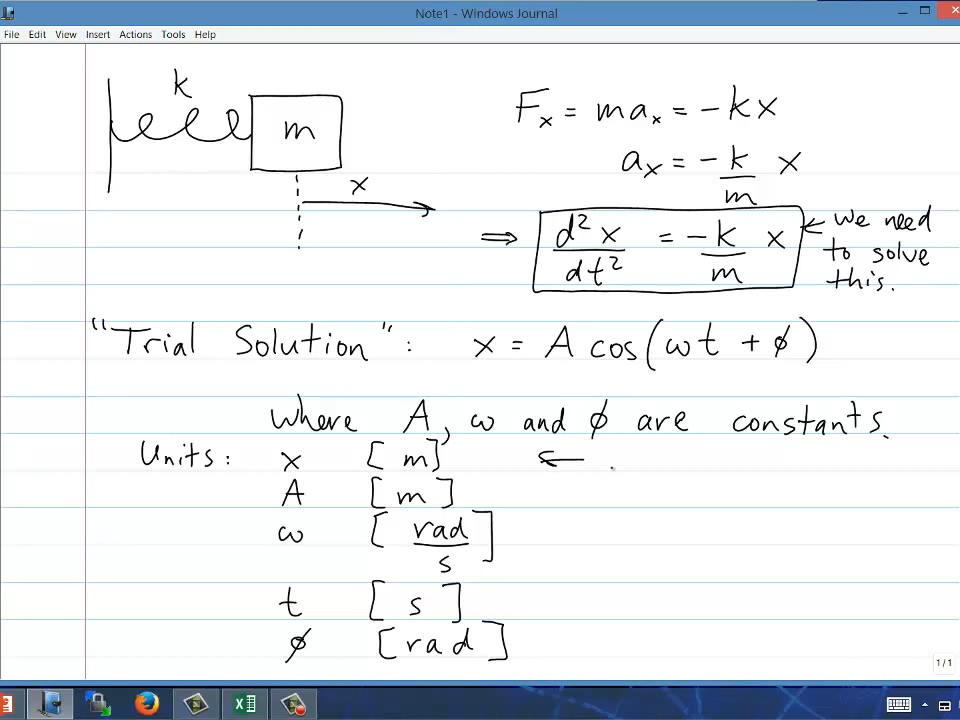 Note1 - Windows Journal
File Edit View Insert Actions Tools Help
k
m
x
Fx = max = -kx
ax = -k/m x
⇒ d²x/dt² = -k/m x
← we need
to solve
this.
"Trial Solution": x = A cos(ωt + ϕ)
where A, ω and ϕ are constants.
Units: x [m] ←
A [m]
ω [rad/s]
t [s]
ϕ [rad]
1/1